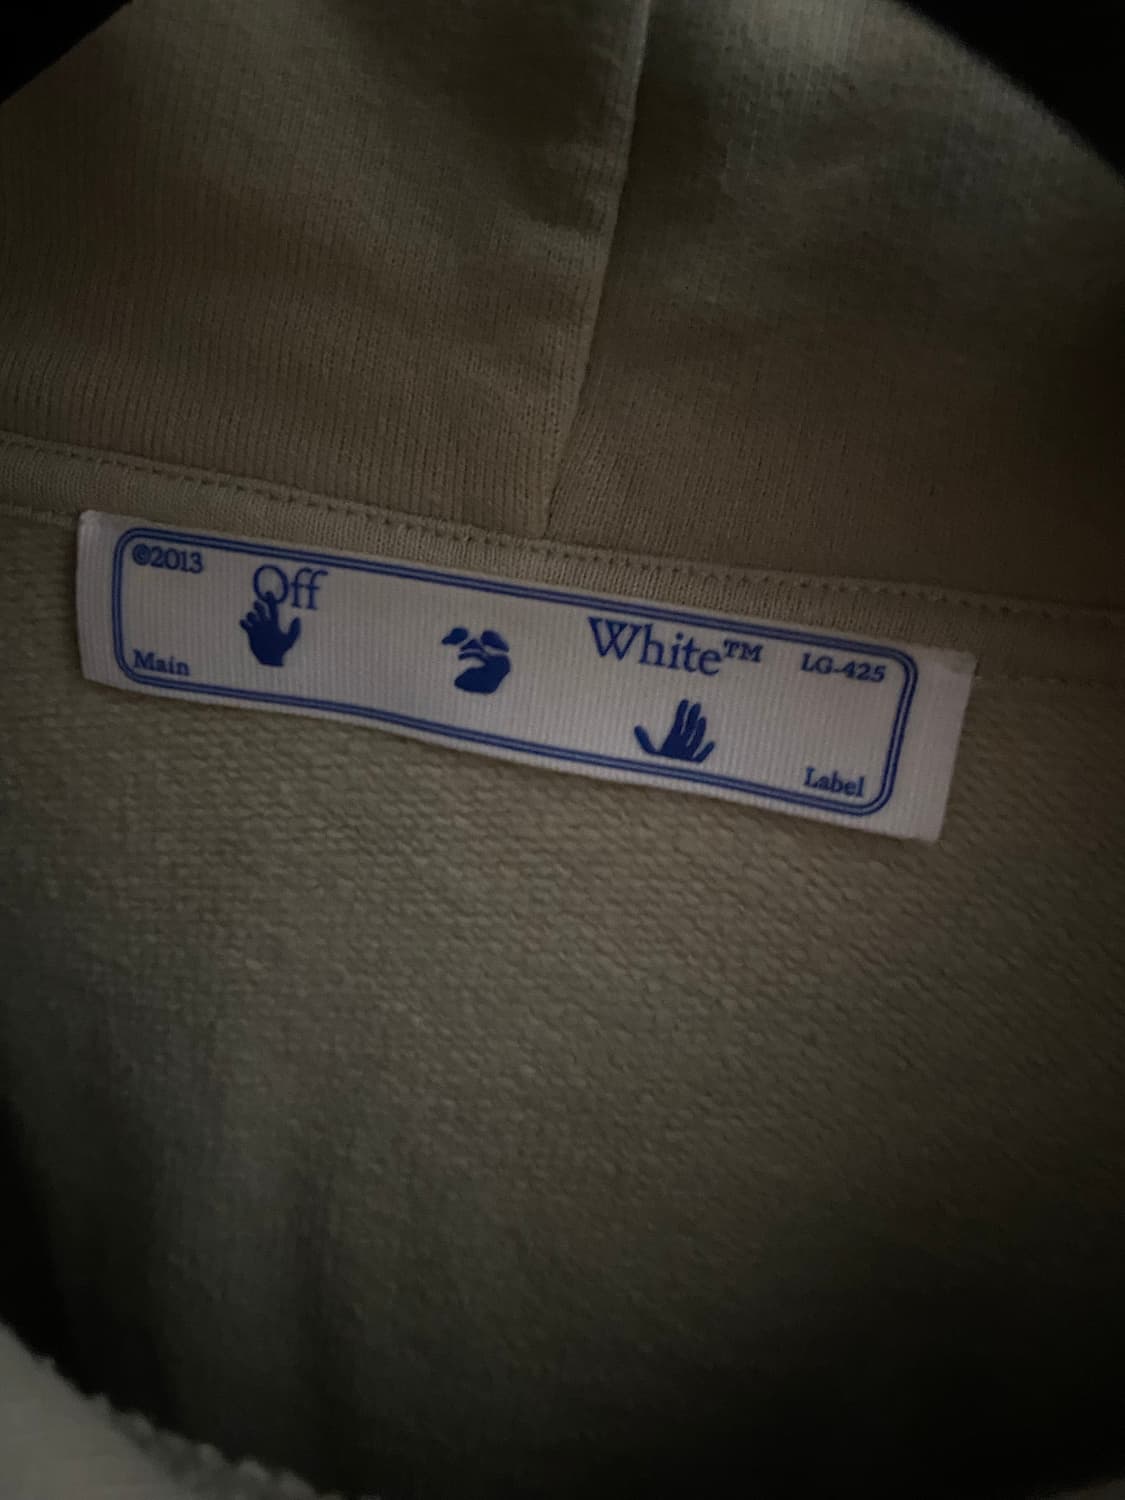 ©2013
Off
White™
LG-425
Main
Label